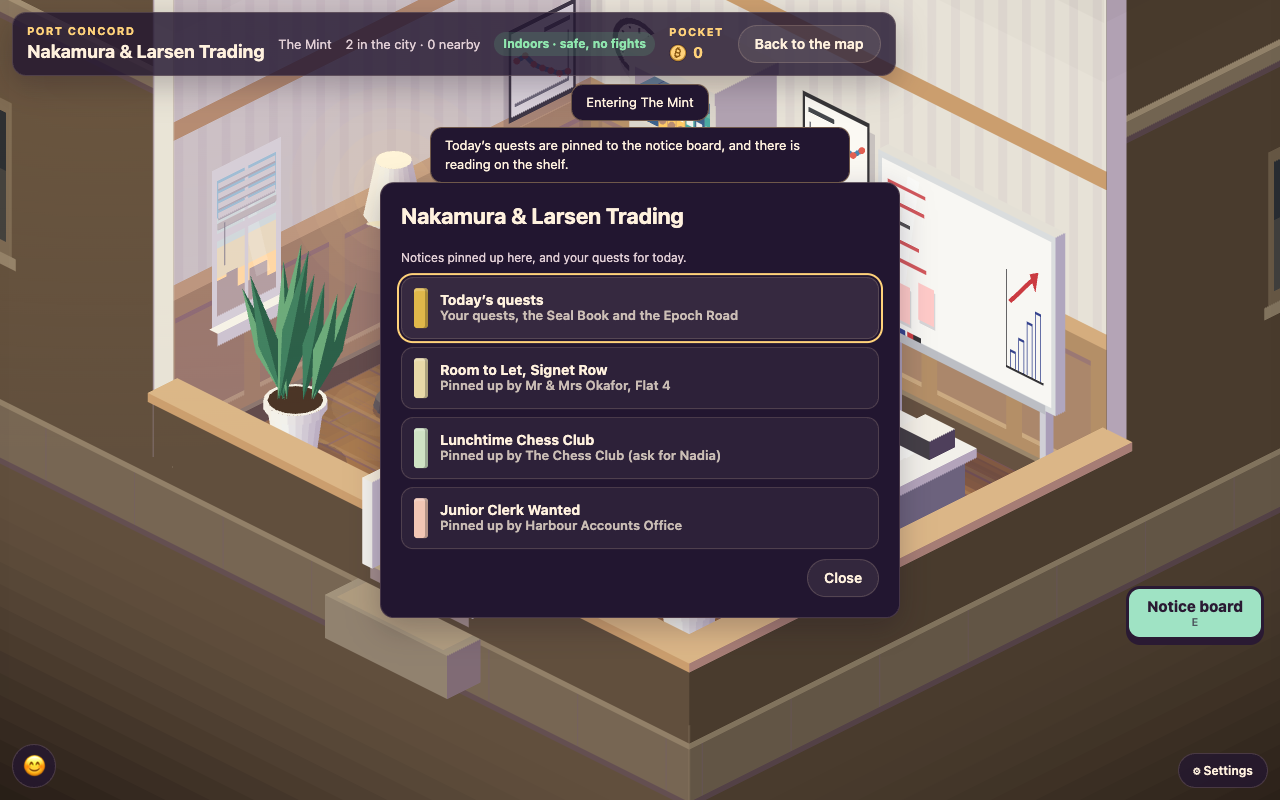 PORT CONCORD
Nakamura & Larsen Trading
The Mint
2 in the city · 0 nearby
Indoors · safe, no fights
POCKET
0
Back to the map
Entering The Mint
Today's quests are pinned to the notice board, and there is
reading on the shelf.
Nakamura & Larsen Trading
Notices pinned up here, and your quests for today.
Today's quests
Your quests, the Seal Book and the Epoch Road
Room to Let, Signet Row
Pinned up by Mr & Mrs Okafor, Flat 4
Lunchtime Chess Club
Pinned up by The Chess Club (ask for Nadia)
Junior Clerk Wanted
Pinned up by Harbour Accounts Office
Close
Notice board
E
Settings